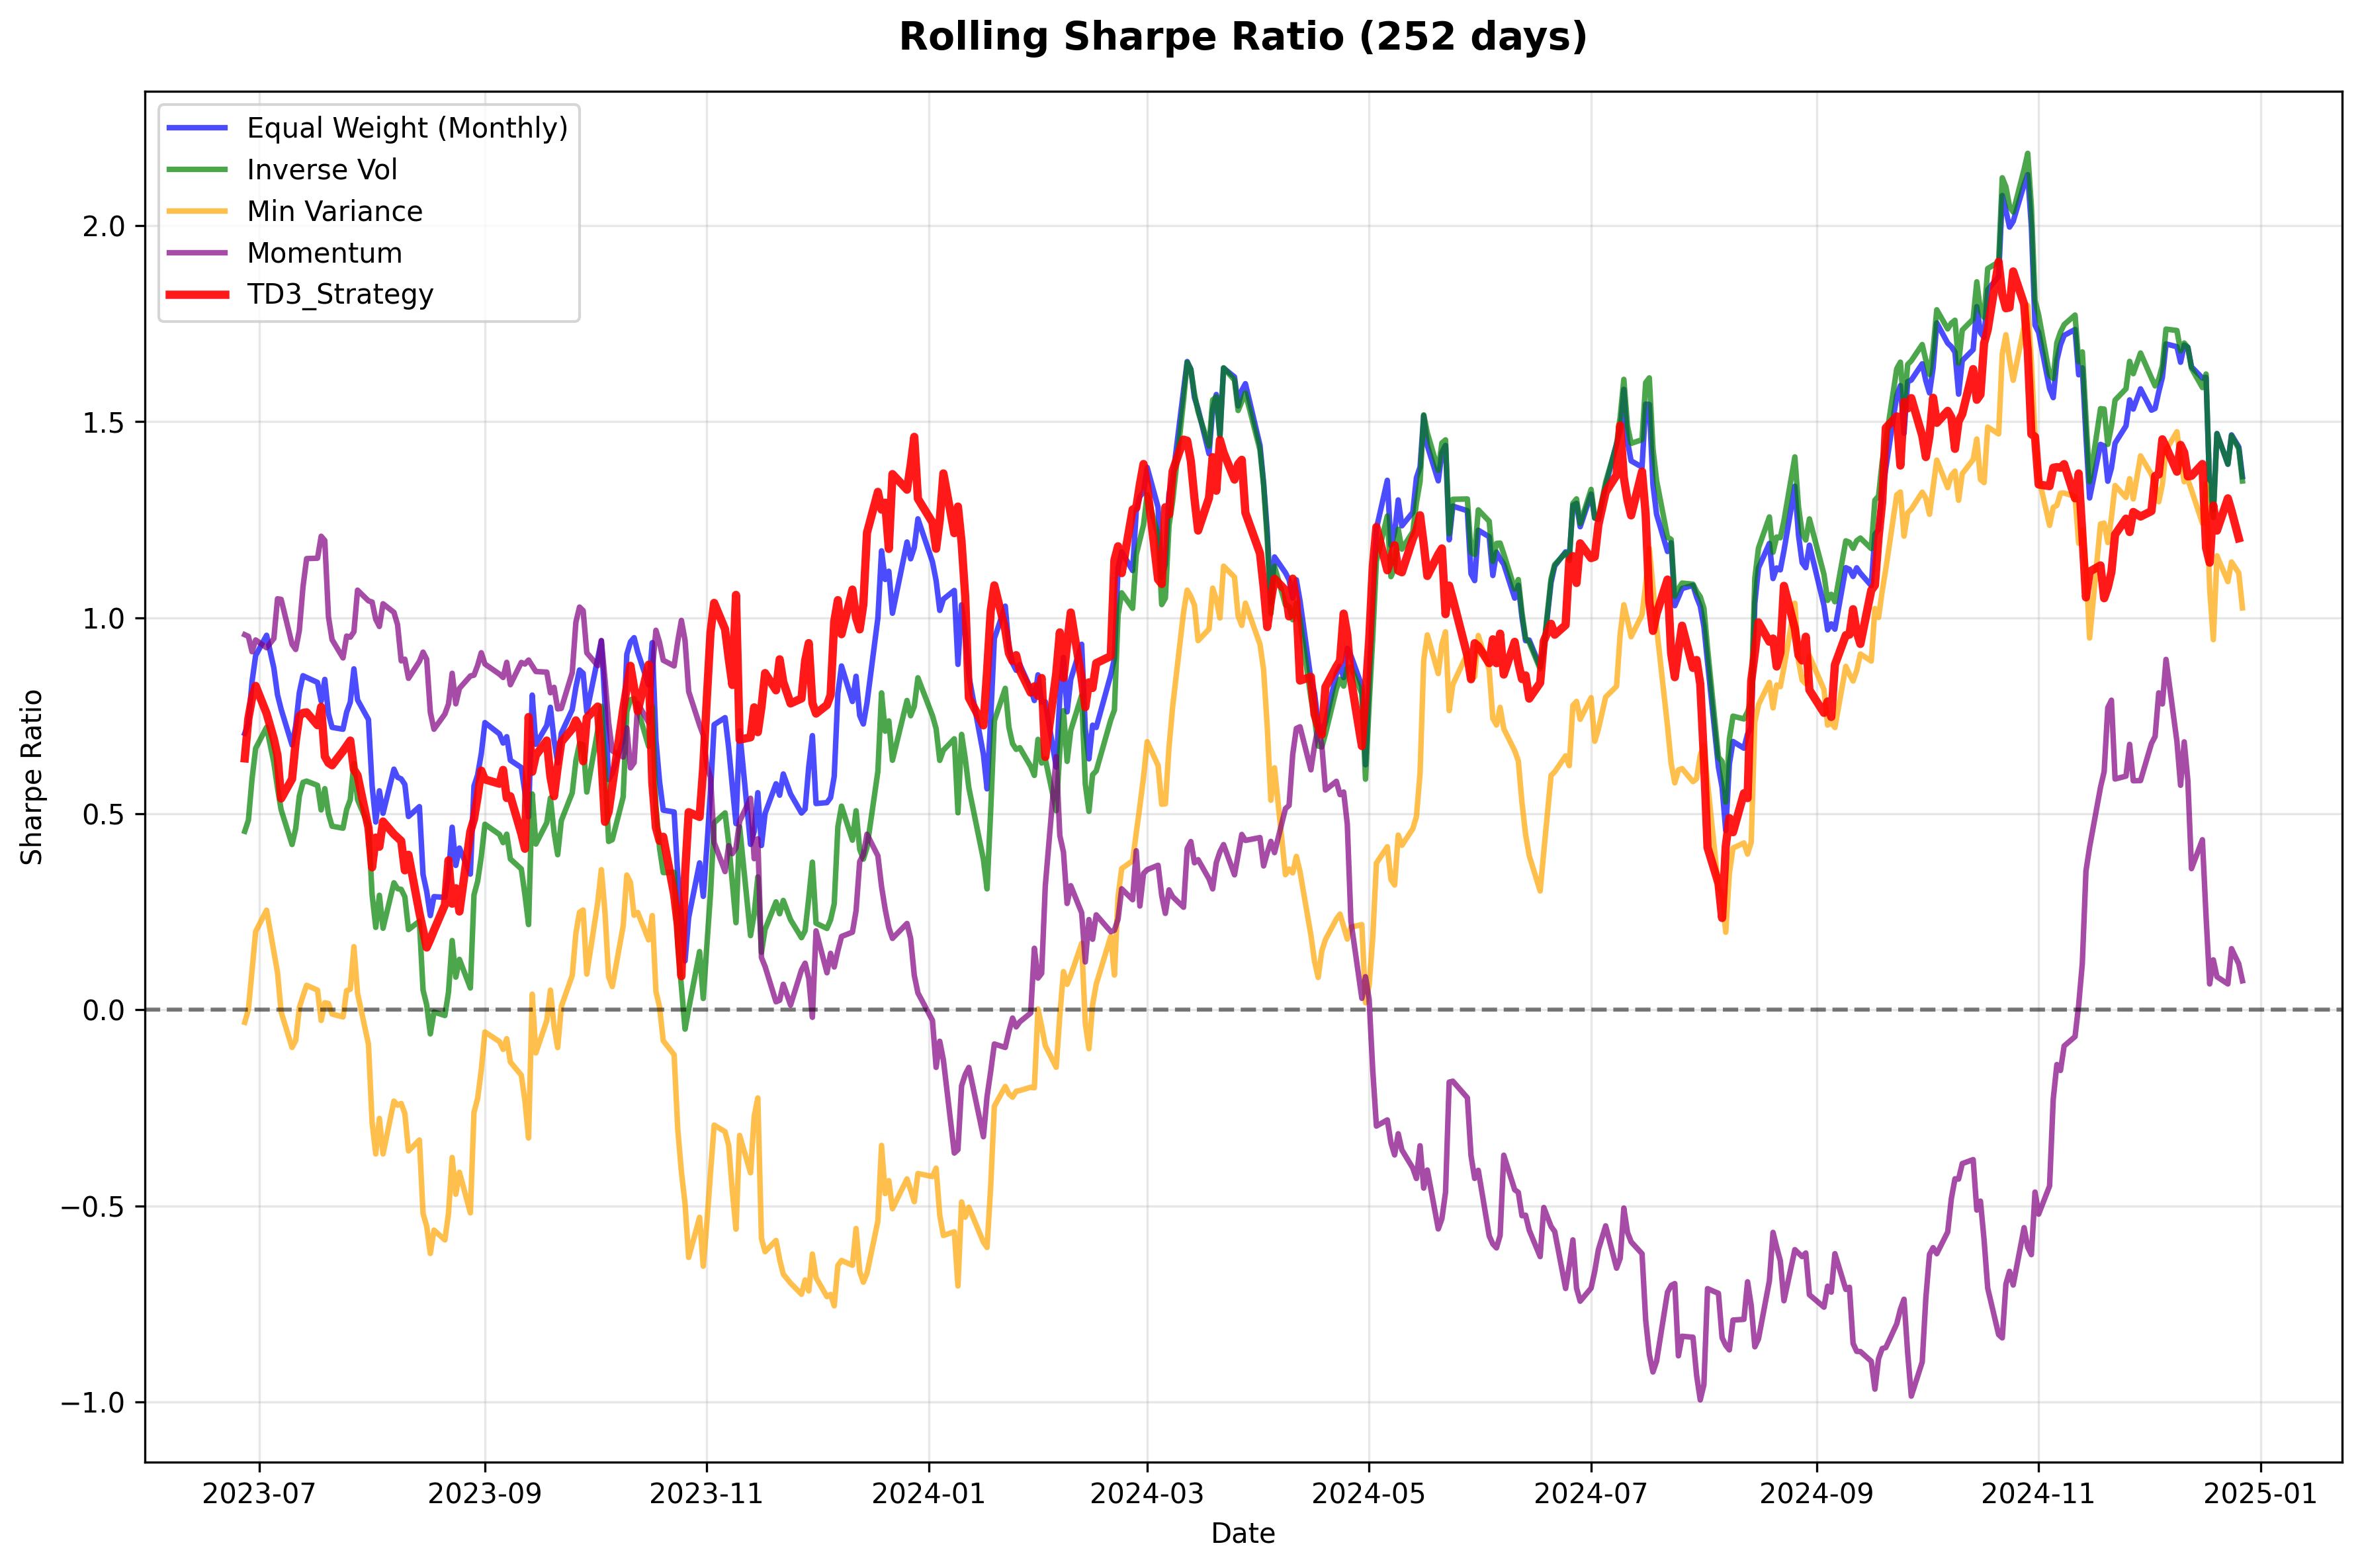 Rolling Sharpe Ratio (252 days)
Equal Weight (Monthly)
Inverse Vol
Min Variance
Momentum
TD3_Strategy
Sharpe Ratio
2.0
1.5
1.0
0.5
0.0
−0.5
−1.0
2023-07
2023-09
2023-11
2024-01
2024-03
2024-05
2024-07
2024-09
2024-11
2025-01
Date